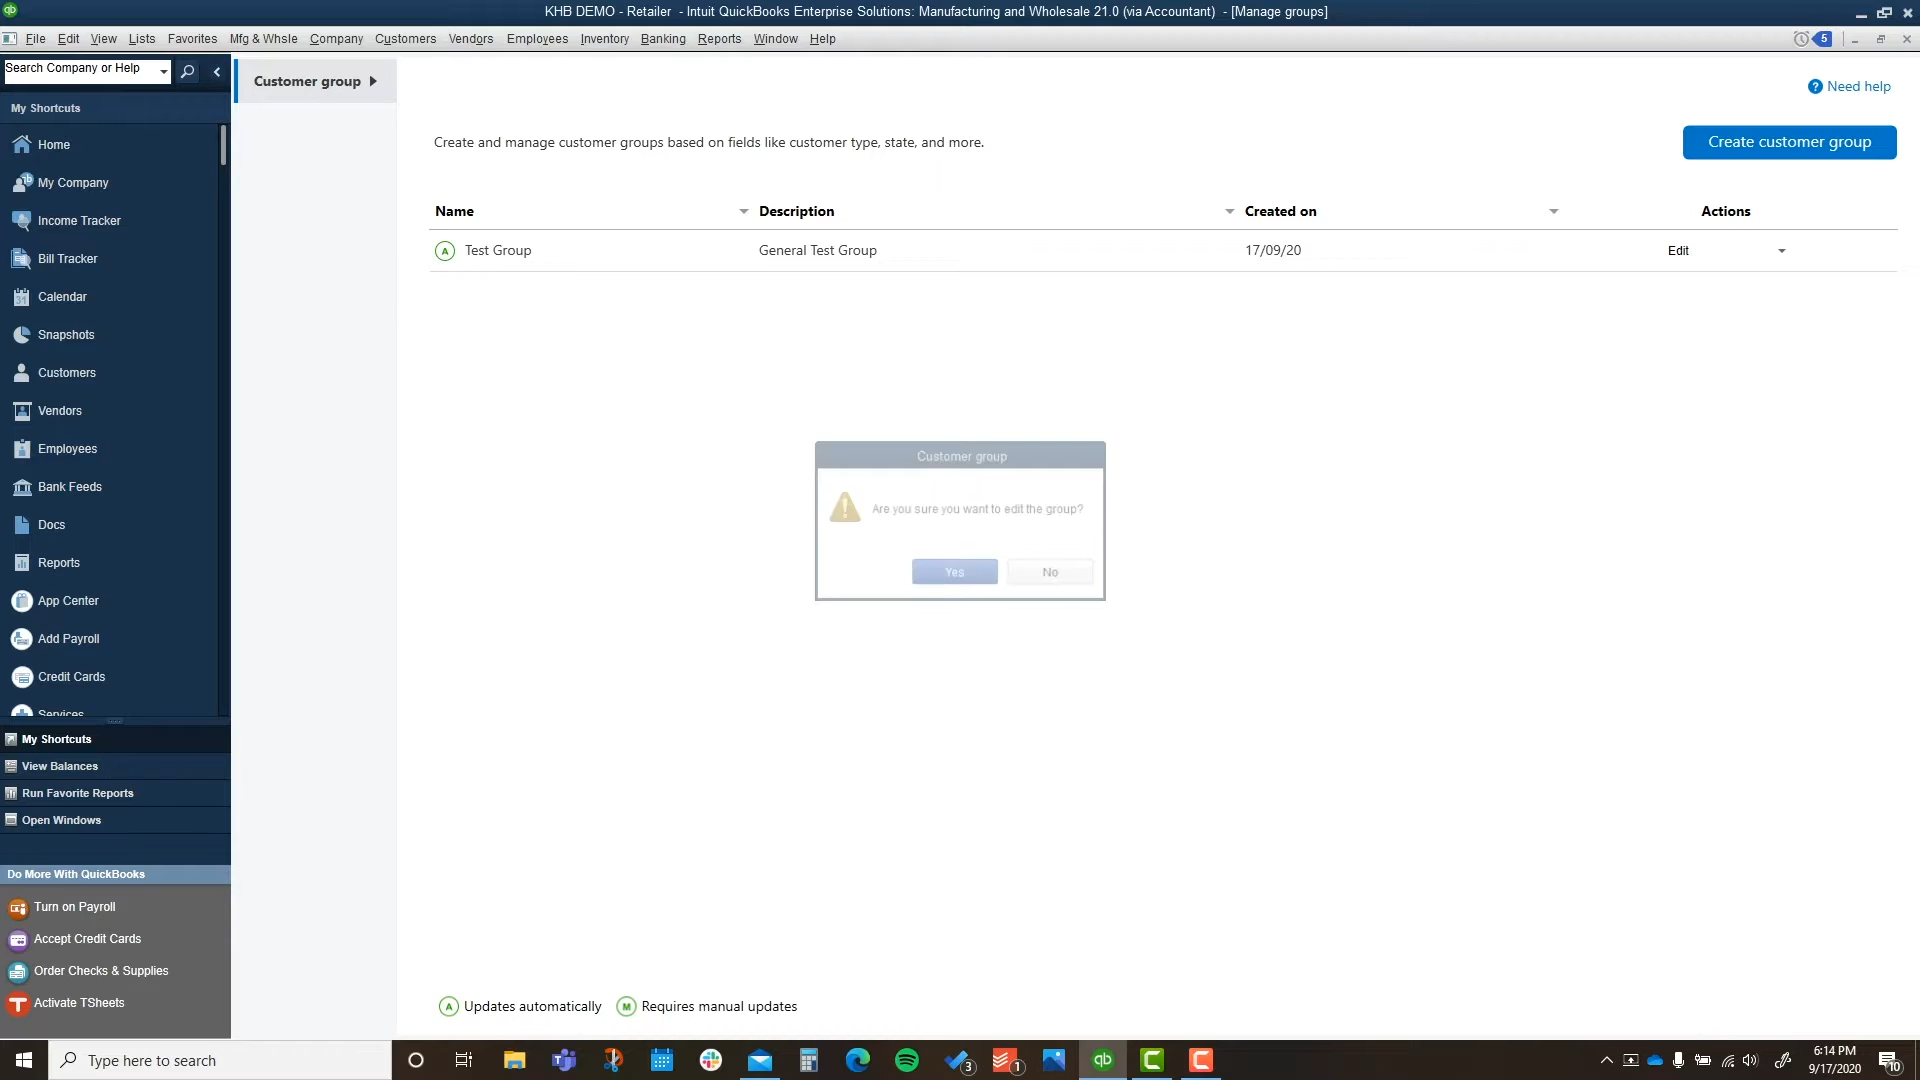 KHB DEMO - Retailer - Intuit QuickBooks Enterprise Solutions: Manufacturing and Wholesale 21.0 (via Accountant) - [Manage groups]
File Edit View Lists Favorites Mfg & Whsle Company Customers Vendors Employees Inventory Banking Reports Window Help
5
Search Company or Help
My Shortcuts
Home
My Company
Income Tracker
Bill Tracker
Calendar
Snapshots
Customers
Vendors
Employees
Bank Feeds
Docs
Reports
App Center
Add Payroll
Credit Cards
Services
My Shortcuts
View Balances
Run Favorite Reports
Open Windows
Do More With QuickBooks
Turn on Payroll
Accept Credit Cards
Order Checks & Supplies
Activate TSheets
Customer group
Need help
Create and manage customer groups based on fields like customer type, state, and more.
Create customer group
Name Description Created on Actions
A Test Group General Test Group 17/09/20 Edit
Customer group
Are you sure you want to edit the group?
Yes No
A Updates automatically M Requires manual updates
Type here to search
3
1
6:14 PM
9/17/2020
10